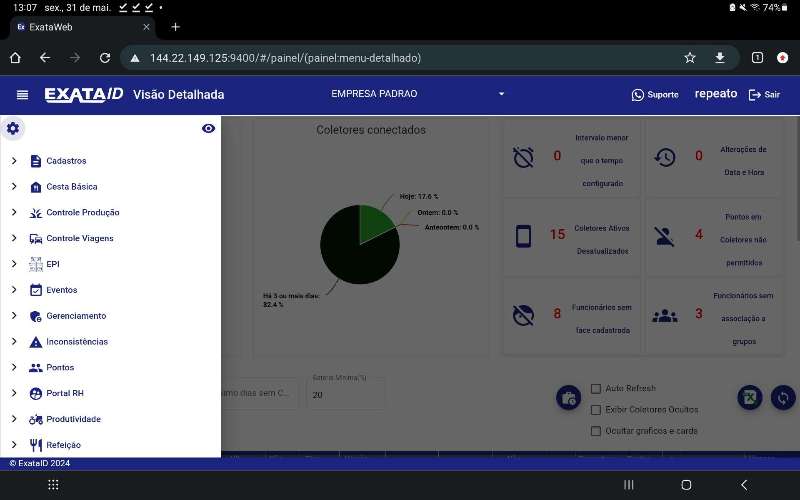 13:07 sex., 31 de mai.
74%
ExataWeb
144.22.149.125:9400/#/painel/(painel:menu-detalhado)
1
EXATA ID Visão Detalhada
EMPRESA PADRAO
Suporte
repeato
Sair
Cadastros
Cesta Básica
Controle Produção
Controle Viagens
EPI
Eventos
Gerenciamento
Inconsistências
Pontos
Portal RH
Produtividade
Refeição
Coletores conectados
Hoje: 17.6 %
Ontem: 0.0 %
Anteontem: 0.0 %
Há 3 ou mais dias:
82.4 %
0
Intervalo menor
que o tempo
configurado
0
Alterações de
Data e Hora
15
Coletores Ativos
Desatualizados
4
Pontos em
Coletores não
permitidos
8
Funcionários sem
face cadastrada
3
Funcionários sem
associação a
grupos
dias sem C...
Bateria Mínima(%)
20
Auto Refresh
Exibir Coletores Ocultos
Ocultar graficos e cards
© ExataID 2024